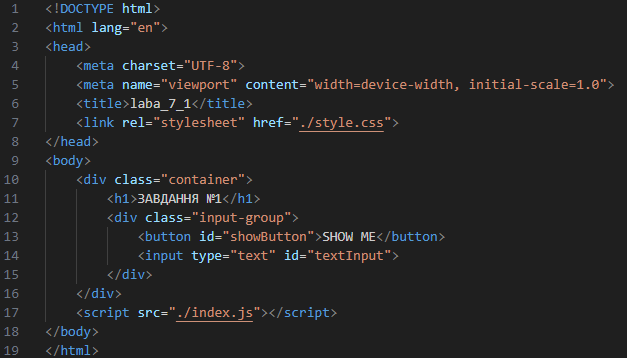 1 <!DOCTYPE html>
2 <html lang="en">
3 <head>
4     <meta charset="UTF-8">
5     <meta name="viewport" content="width=device-width, initial-scale=1.0">
6     <title>laba_7_1</title>
7     <link rel="stylesheet" href="./style.css">
8 </head>
9 <body>
10     <div class="container">
11         <h1>ЗАВДАННЯ №1</h1>
12         <div class="input-group">
13             <button id="showButton">SHOW ME</button>
14             <input type="text" id="textInput">
15         </div>
16     </div>
17     <script src="./index.js"></script>
18 </body>
19 </html>